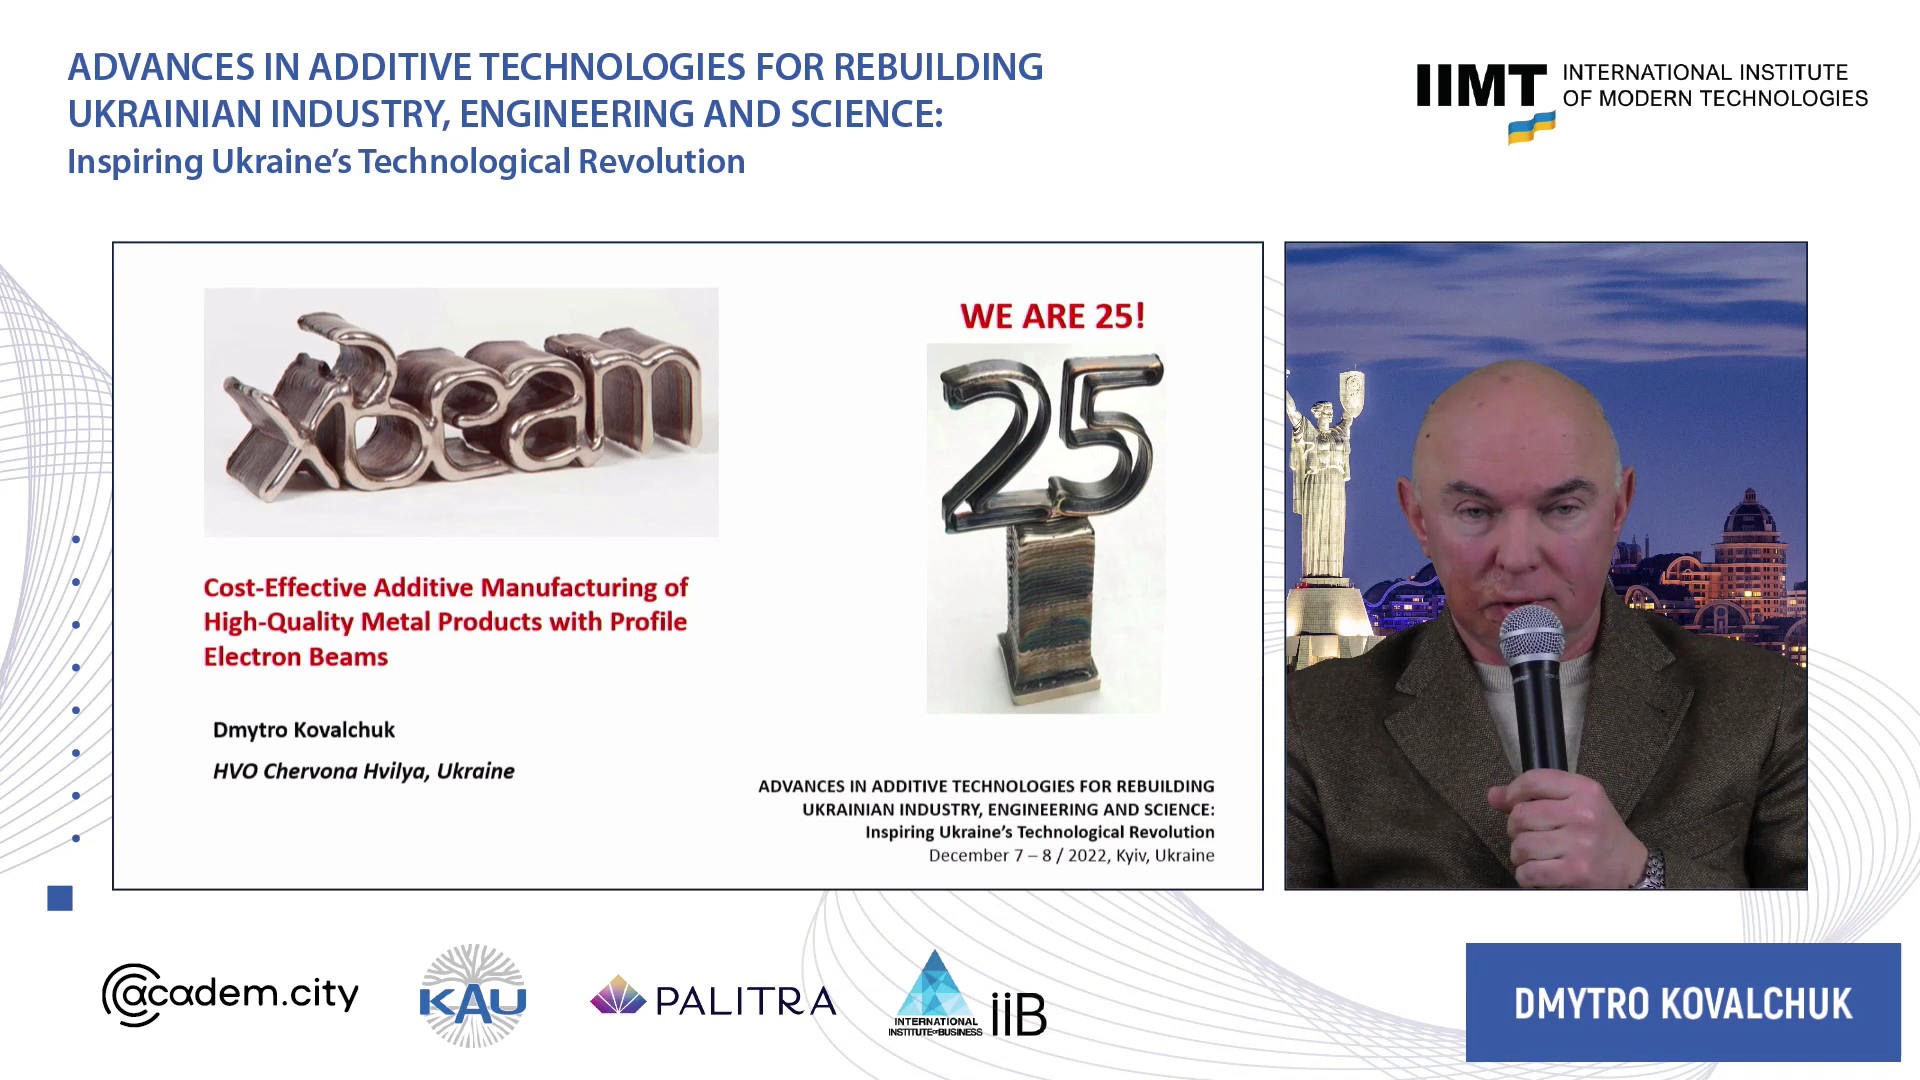 ADVANCES IN ADDITIVE TECHNOLOGIES FOR REBUILDING
UKRAINIAN INDUSTRY, ENGINEERING AND SCIENCE:
Inspiring Ukraine’s Technological Revolution
IIMT
INTERNATIONAL INSTITUTE
OF MODERN TECHNOLOGIES
xbeam
WE ARE 25!
25
Cost-Effective Additive Manufacturing of
High-Quality Metal Products with Profile
Electron Beams
Dmytro Kovalchuk
HVO Chervona Hvilya, Ukraine
ADVANCES IN ADDITIVE TECHNOLOGIES FOR REBUILDING
UKRAINIAN INDUSTRY, ENGINEERING AND SCIENCE:
Inspiring Ukraine’s Technological Revolution
December 7 – 8 / 2022, Kyiv, Ukraine
@cadem.city
KAU
PALITRA
INTERNATIONAL
INSTITUTE OF BUSINESS
iiB
DMYTRO KOVALCHUK